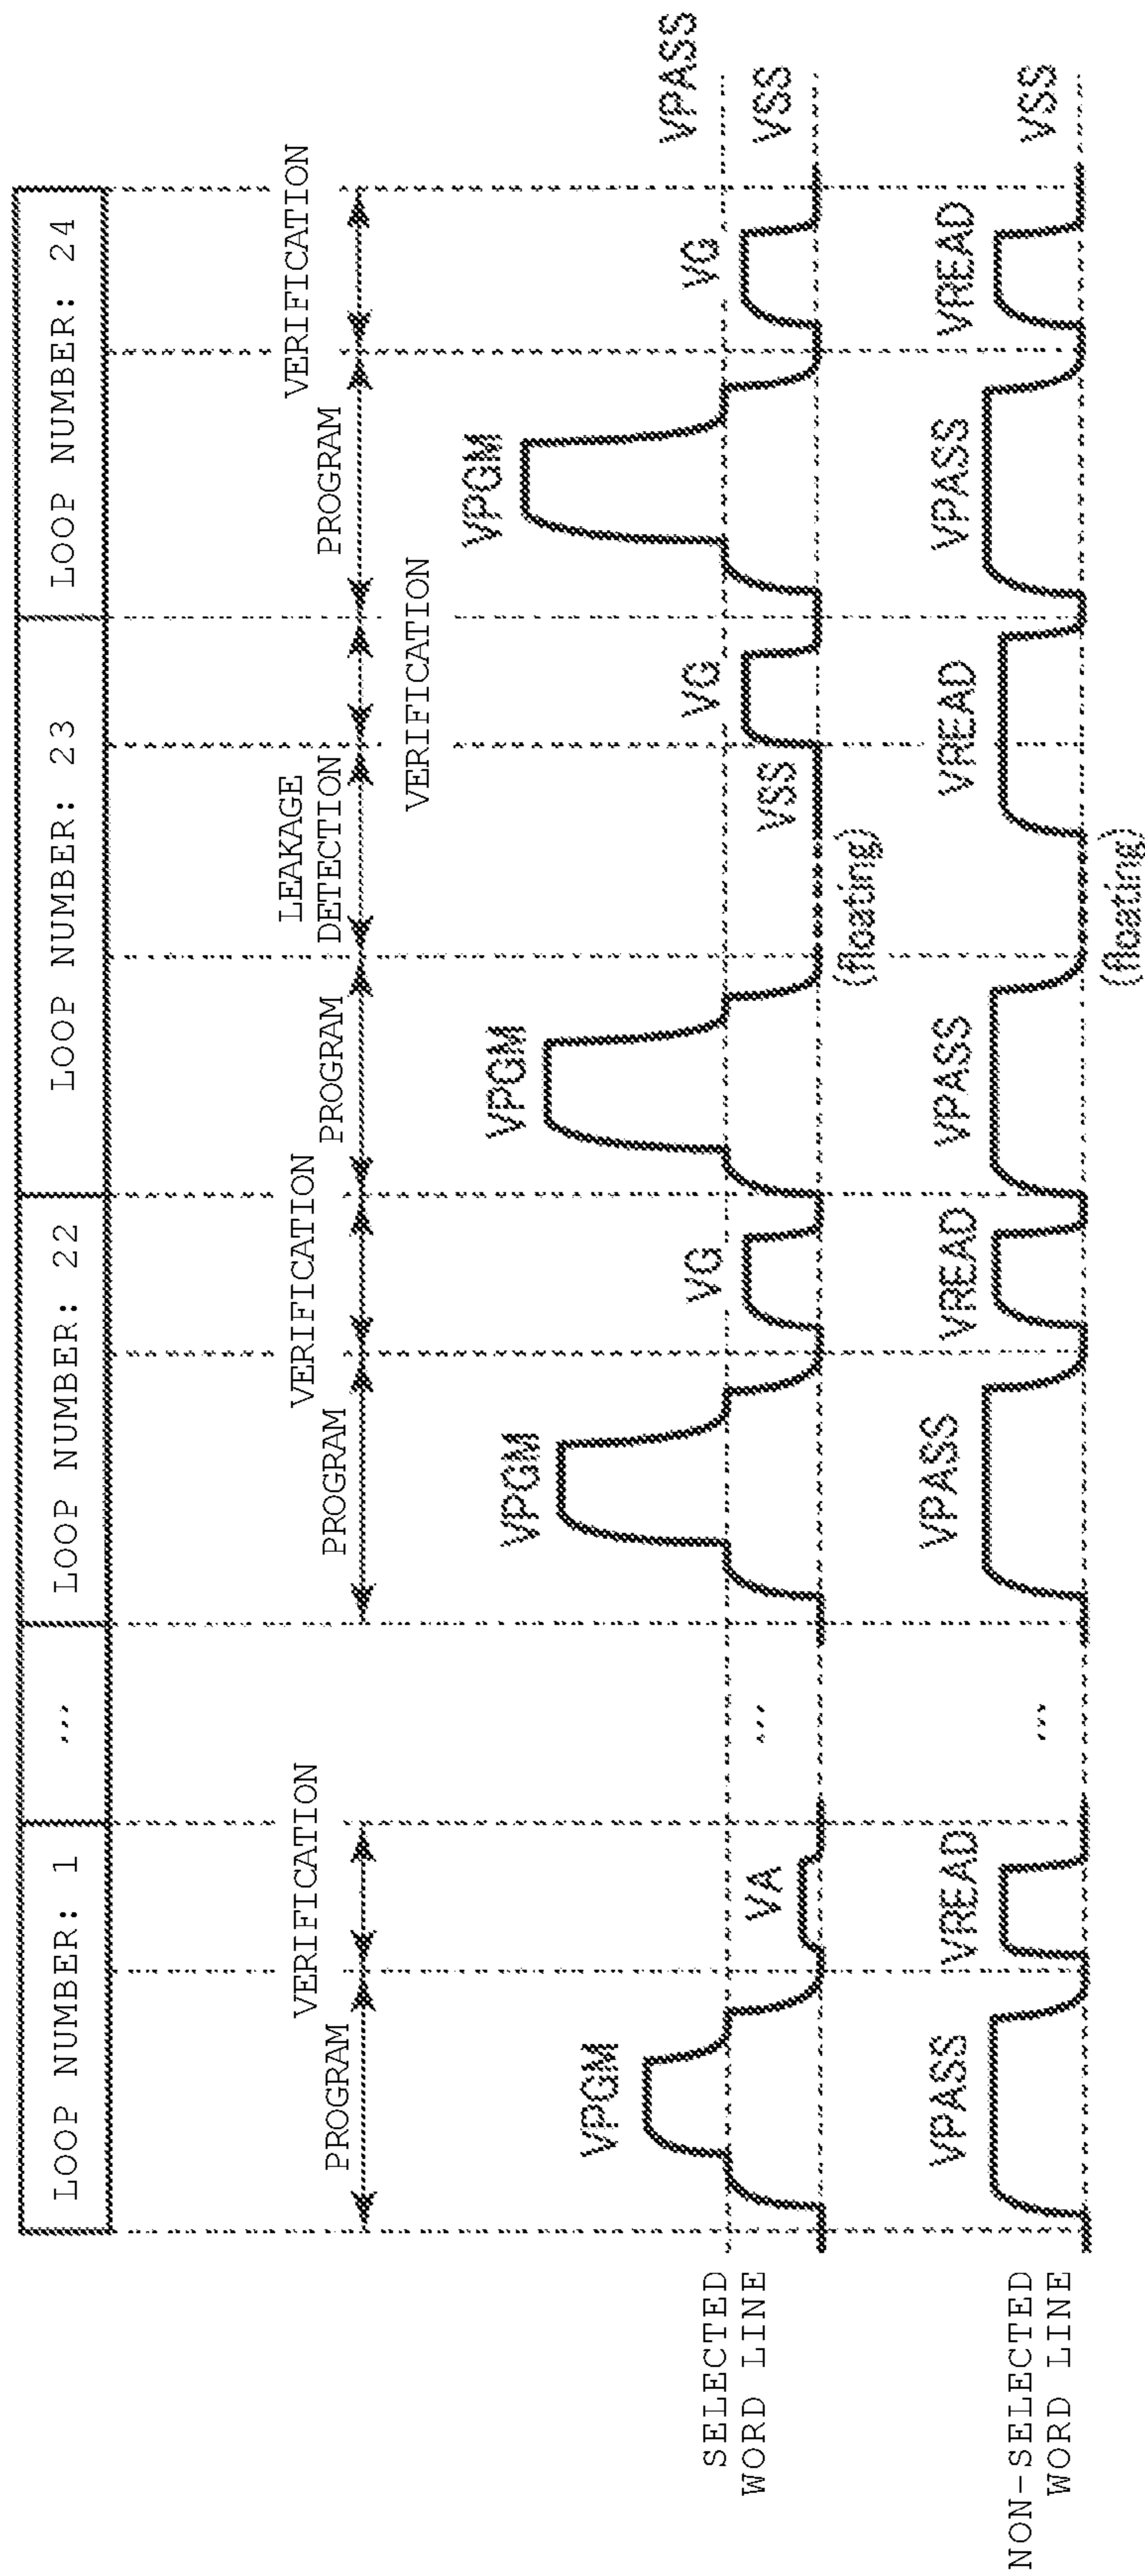 LOOP NUMBER: 1
...
LOOP NUMBER: 22
LOOP NUMBER: 23
LOOP NUMBER: 24
PROGRAM
VERIFICATION
PROGRAM
VERIFICATION
PROGRAM
LEAKAGE
DETECTION
VERIFICATION
PROGRAM
VERIFICATION
SELECTED
WORD LINE
VPGM
VA
...
VPGM
VG
VPGM
VSS
(floating)
VG
VPGM
VG
VPASS
VSS
NON-SELECTED
WORD LINE
VPASS
VREAD
...
VPASS
VREAD
VPASS
(floating)
VREAD
VPASS
VREAD
VSS